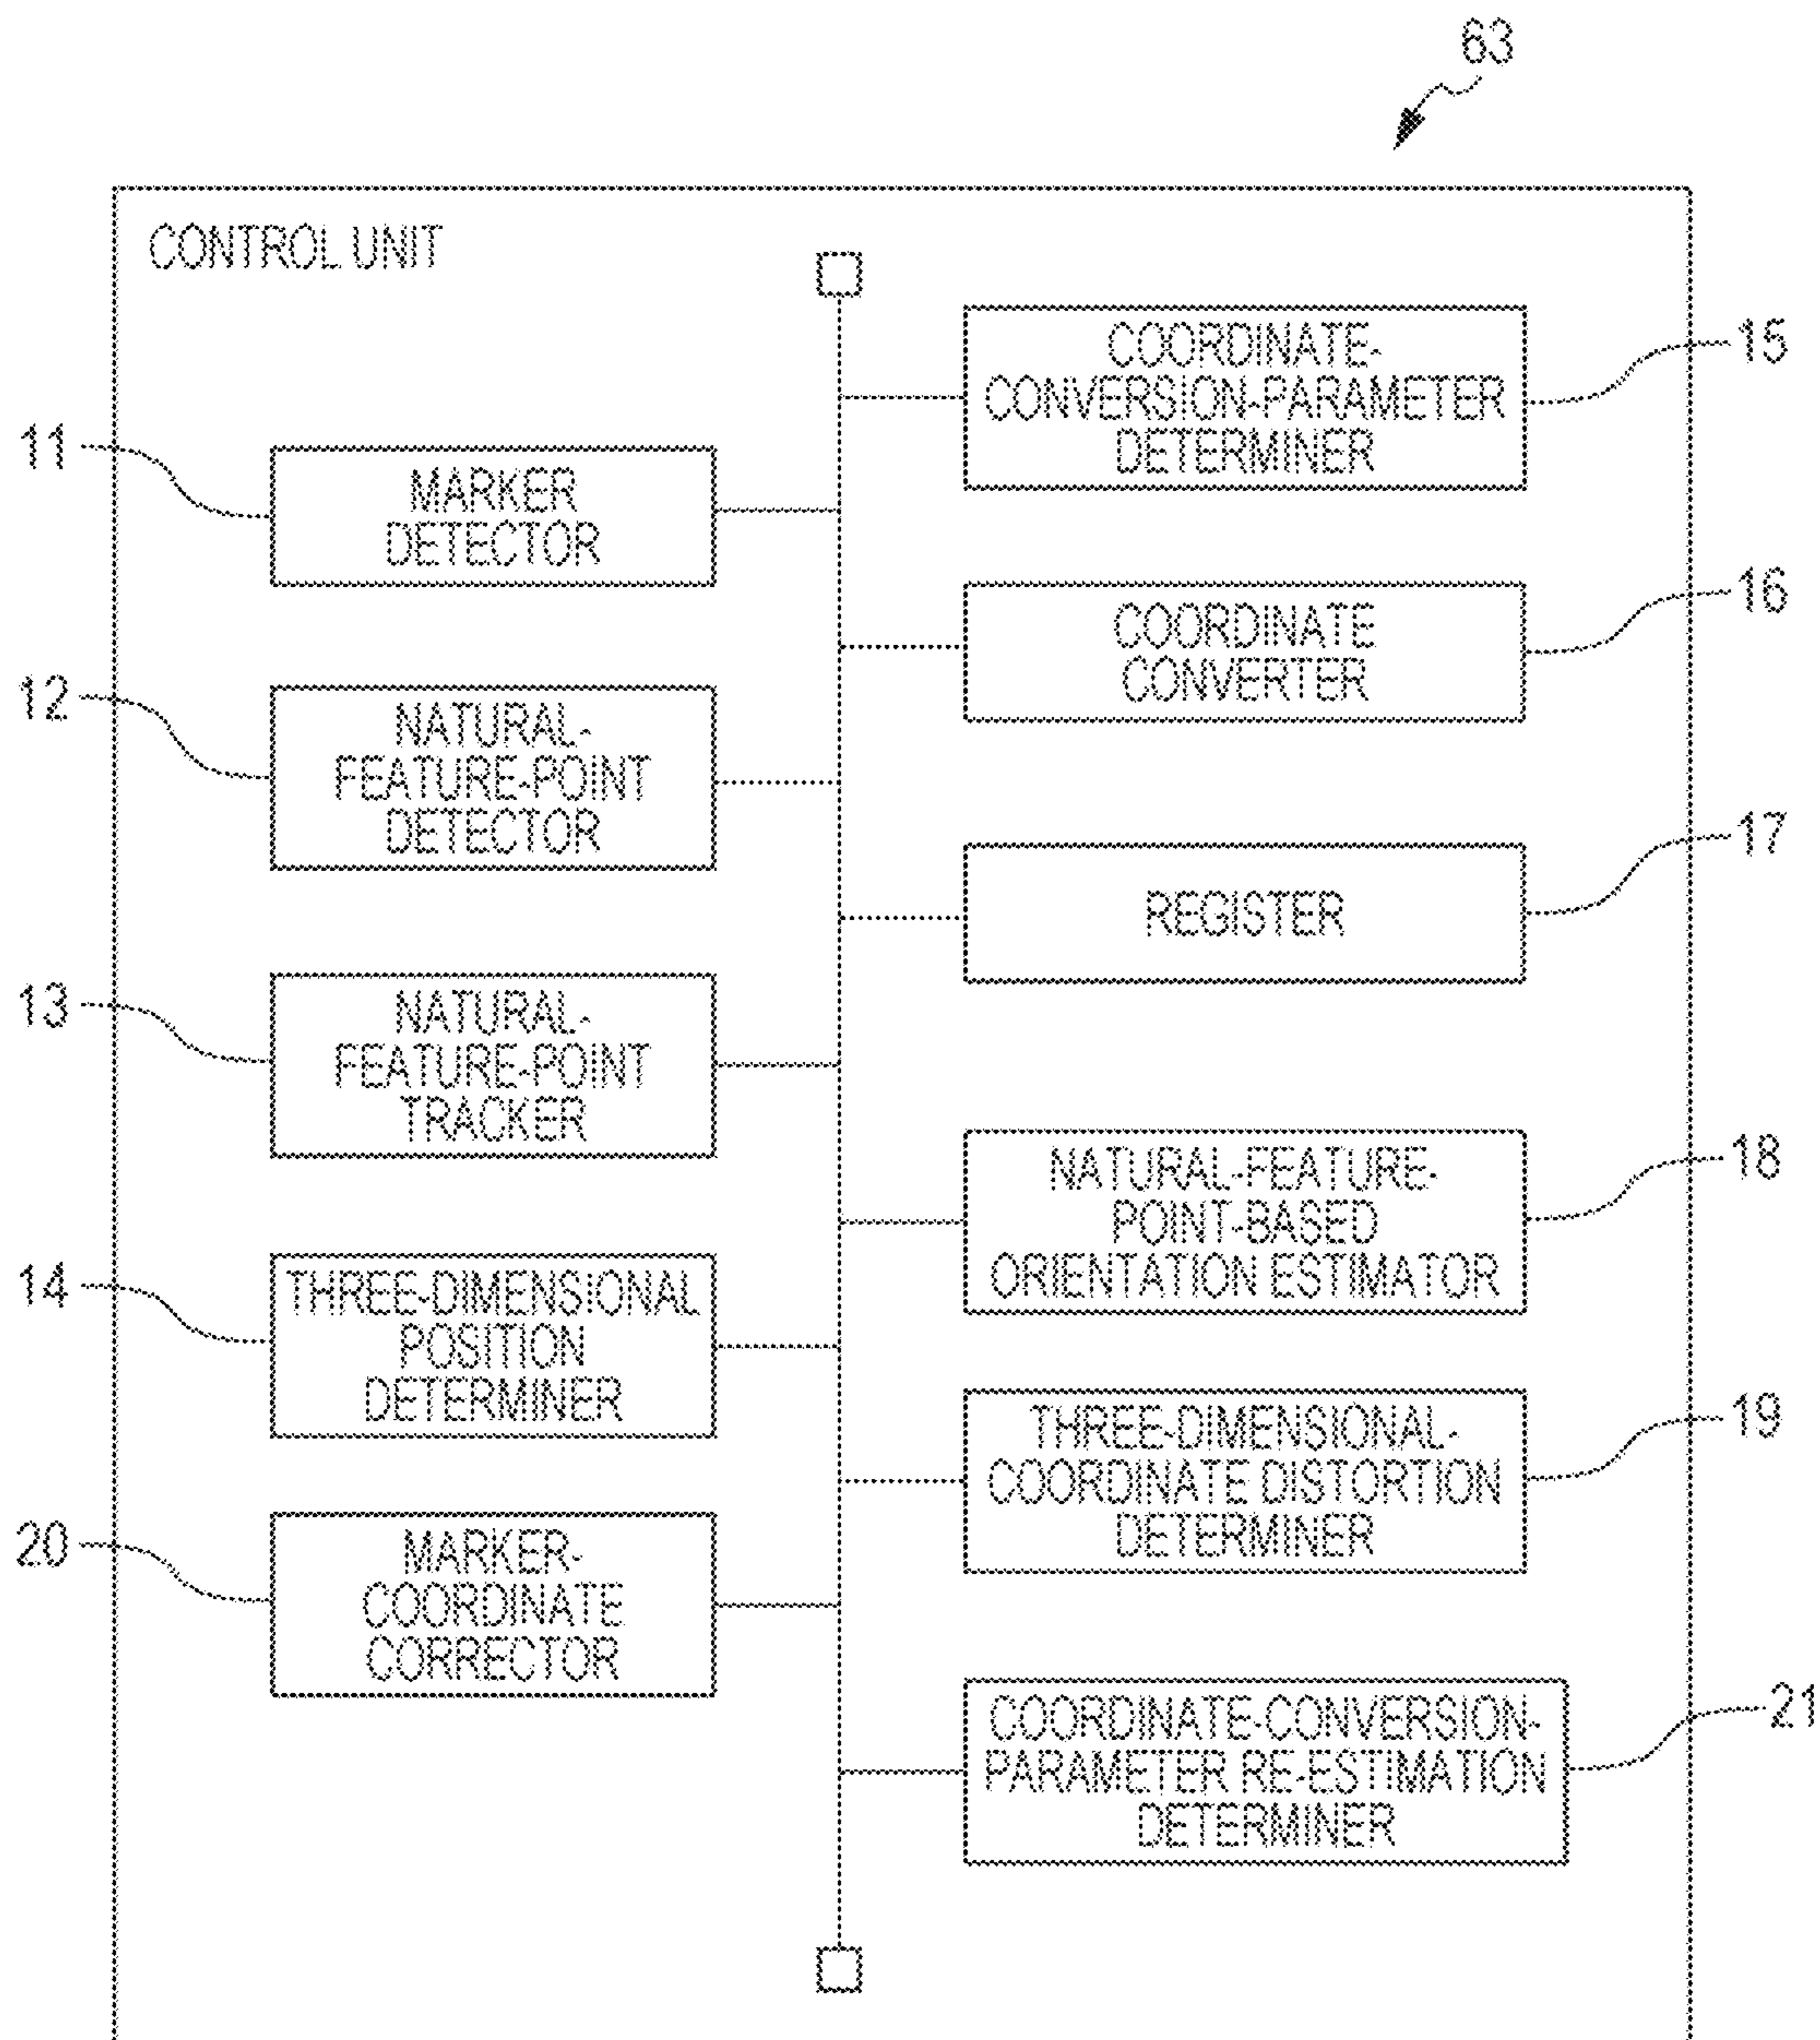 63
CONTROL UNIT
11
MARKER
DETECTOR
12
NATURAL-
FEATURE-POINT
DETECTOR
13
NATURAL-
FEATURE-POINT
TRACKER
14
THREE-DIMENSIONAL
POSITION
DETERMINER
20
MARKER-
COORDINATE
CORRECTOR
COORDINATE-
CONVERSION-PARAMETER
DETERMINER
15
COORDINATE
CONVERTER
16
REGISTER
17
NATURAL-FEATURE-
POINT-BASED
ORIENTATION ESTIMATOR
18
THREE-DIMENSIONAL-
COORDINATE DISTORTION
DETERMINER
19
COORDINATE-CONVERSION-
PARAMETER RE-ESTIMATION
DETERMINER
21